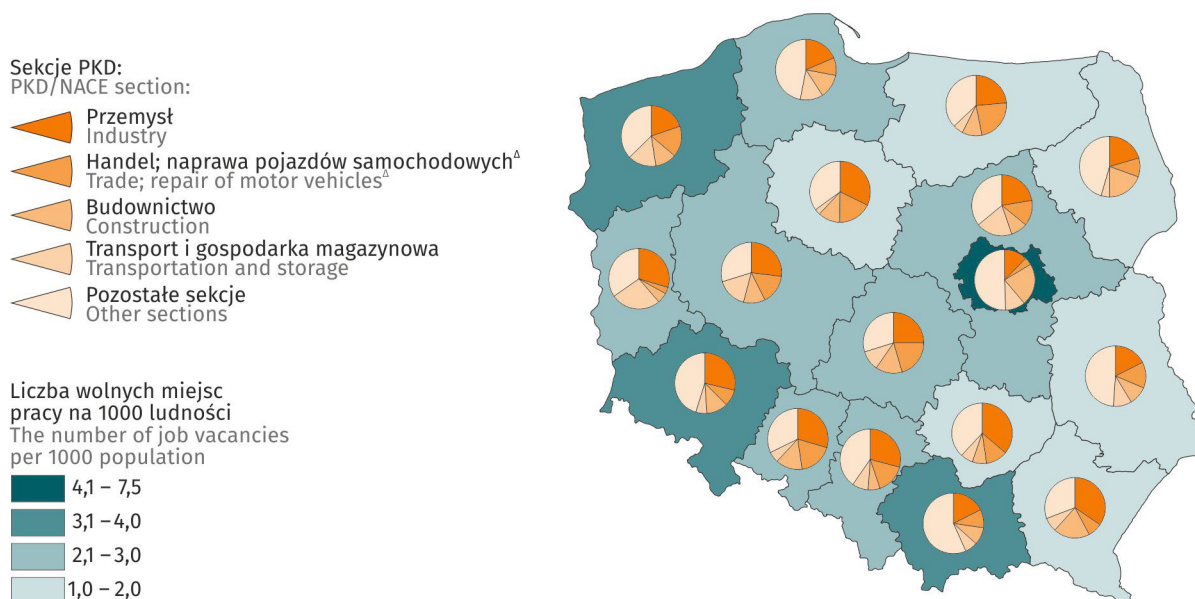 Sekcje PKD:
PKD/NACE section:
Przemysł
Industry
Handel; naprawa pojazdów samochodowych^Δ
Trade; repair of motor vehicles^Δ
Budownictwo
Construction
Transport i gospodarka magazynowa
Transportation and storage
Pozostałe sekcje
Other sections
Liczba wolnych miejsc
pracy na 1000 ludności
The number of job vacancies
per 1000 population
4,1 – 7,5
3,1 – 4,0
2,1 – 3,0
1,0 – 2,0